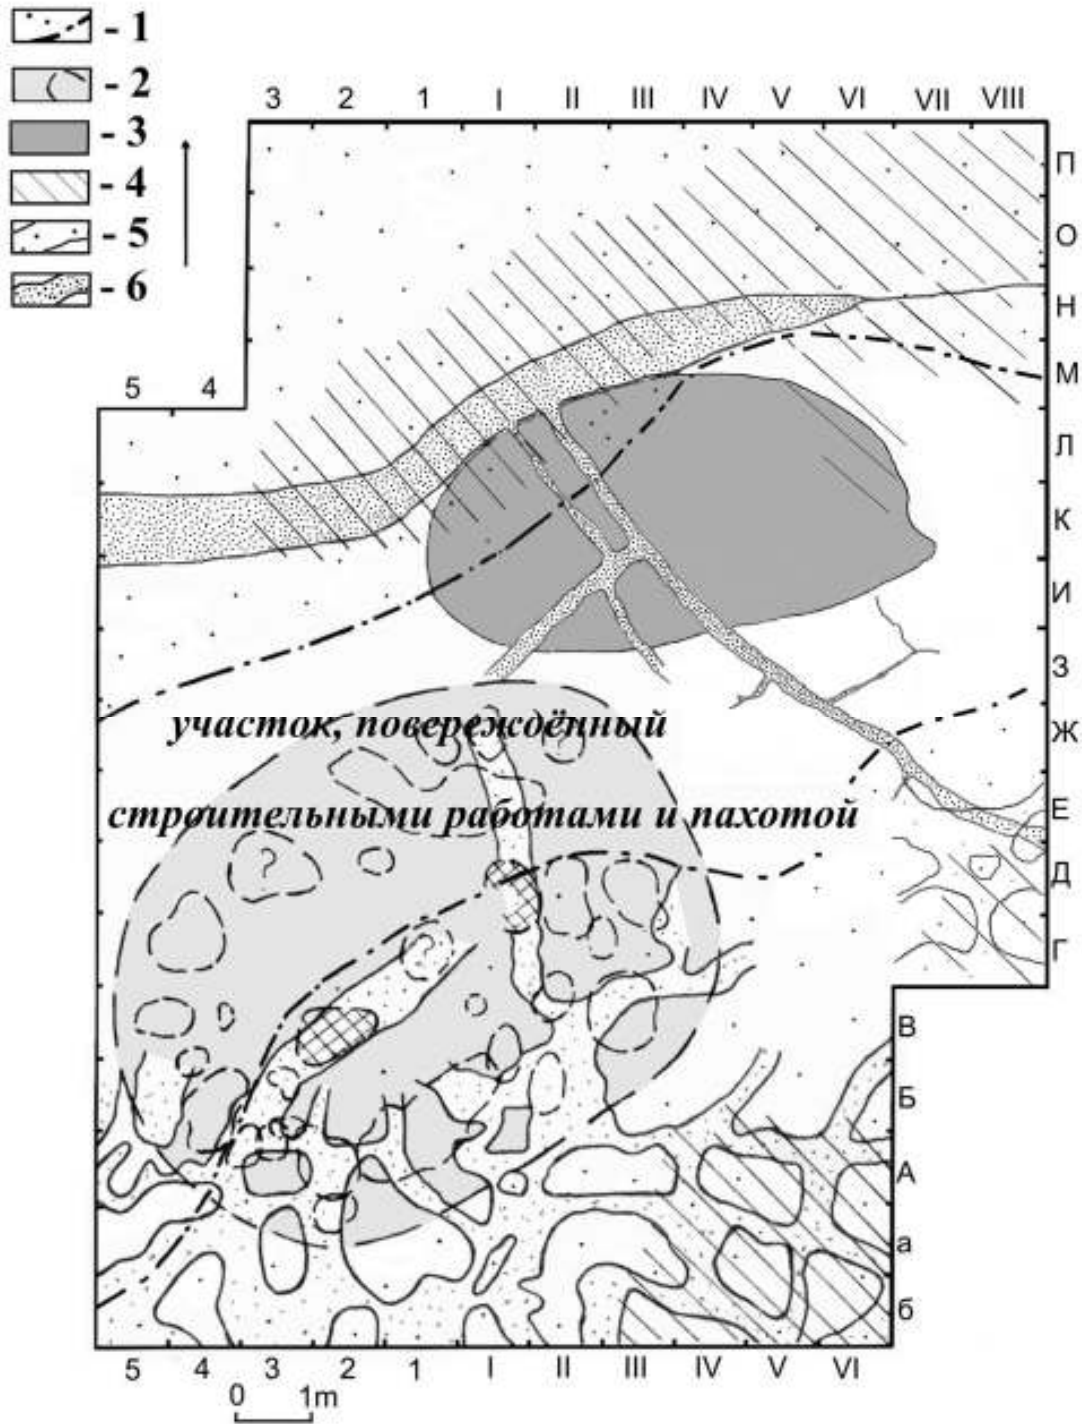 - 1
- 2
- 3
- 4
- 5
- 6
3 2 1 I II III IV V VI VII VIII
П
О
Н
М
5 4
Л
К
И
З
участок, повереждённый
Ж
строительными работами и пахотой
Е
?
?
Д
?
Г
?
В
Б
А
а
б
5 4 3 2 1 I II III IV V VI
0 1m